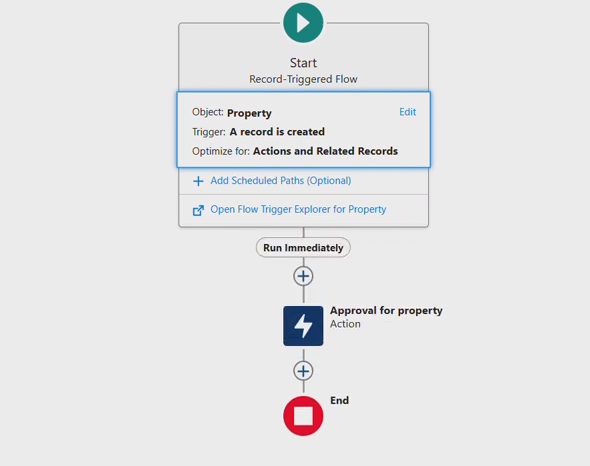 Start
Record-Triggered Flow
Object: Property
Edit
Trigger: A record is created
Optimize for: Actions and Related Records
Add Scheduled Paths (Optional)
Open Flow Trigger Explorer for Property
Run Immediately
Approval for property
Action
End